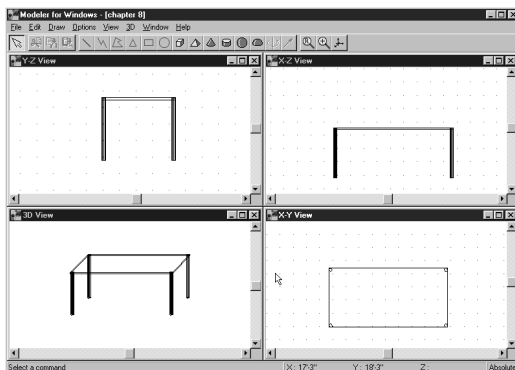 Modeler for Windows - [chapter 8]
File Edit Draw Options View 3D Window Help
Y-Z View
X-Z View
3D View
X-Y View
Select a command X: 17'3" Y: 18'3" Z: Absolute